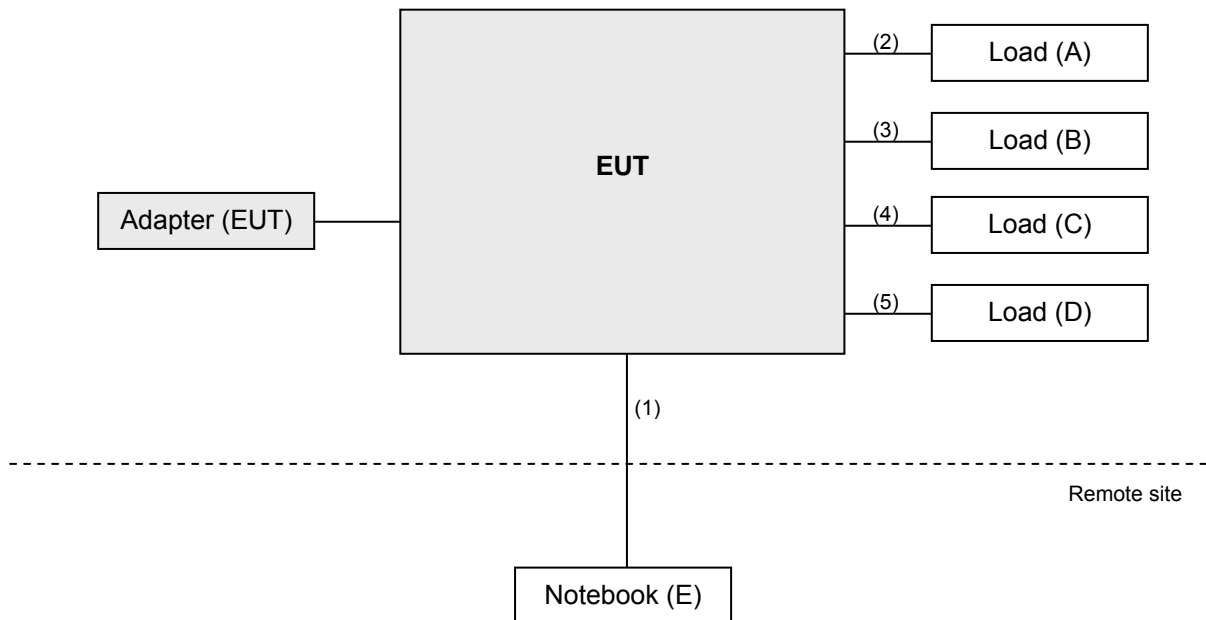 (2)
Load (A)
(3)
Load (B)
EUT
(4)
Load (C)
Adapter (EUT)
(5)
Load (D)
(1)
Remote site
Notebook (E)